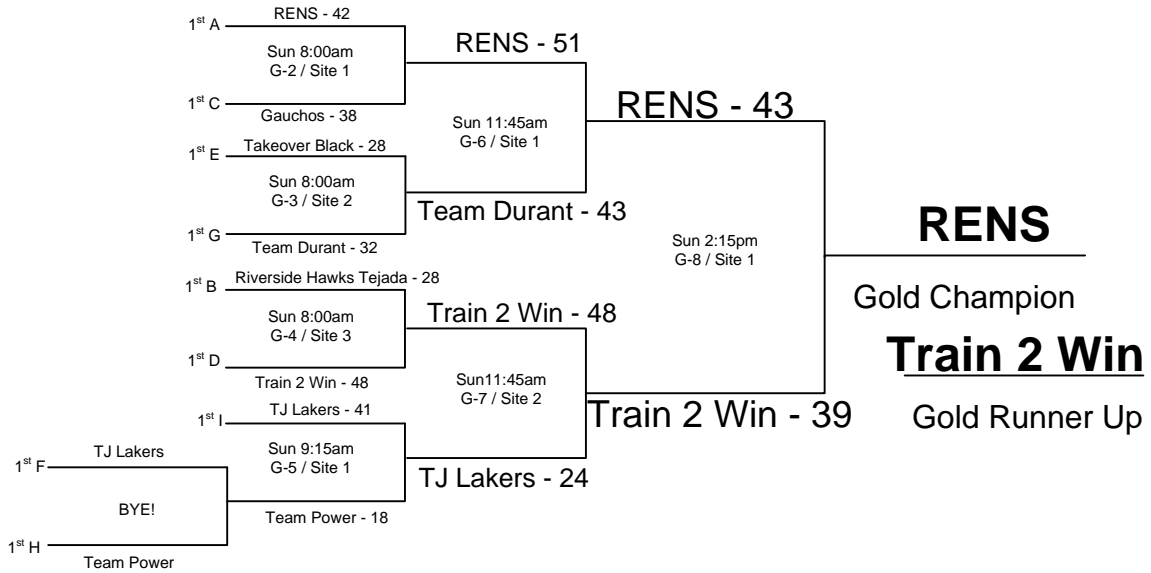 RENS - 42
1st A
Sun 8:00am
G-2 / Site 1
1st C
Gauchos - 38
Takeover Black - 28
1st E
Sun 8:00am
G-3 / Site 2
1st G
Team Durant - 32
Riverside Hawks Tejada - 28
1st B
Sun 8:00am
G-4 / Site 3
1st D
Train 2 Win - 48
TJ Lakers - 41
1st I
Sun 9:15am
G-5 / Site 1
TJ Lakers
1st F
BYE!
1st H
Team Power
Team Power - 18
RENS - 51
Sun 11:45am
G-6 / Site 1
Team Durant - 43
Train 2 Win - 48
Sun11:45am
G-7 / Site 2
TJ Lakers - 24
RENS - 43
Sun 2:15pm
G-8 / Site 1
Train 2 Win - 39
RENS
Gold Champion
Train 2 Win
Gold Runner Up